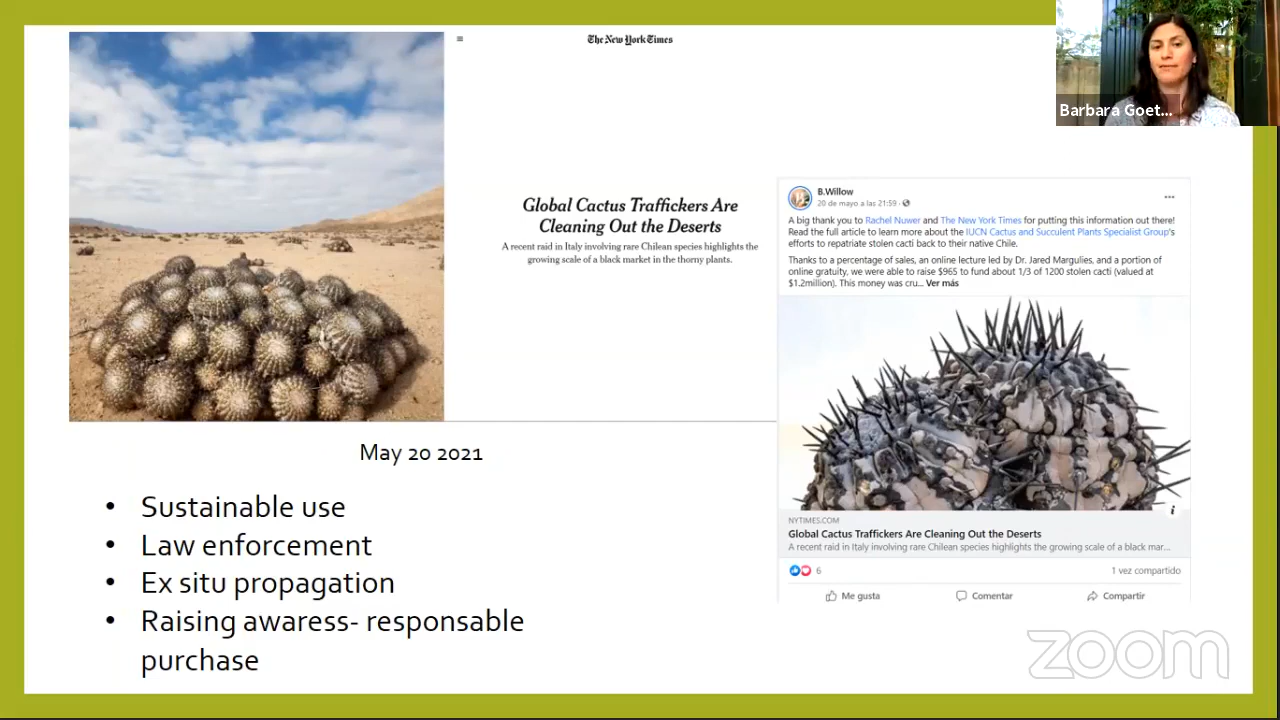 The New York Times
Barbara Goet...
Global Cactus Traffickers Are
Cleaning Out the Deserts
A recent raid in Italy involving rare Chilean species highlights the
growing scale of a black market in the thorny plants.
B.Willow
20 de mayo a las 21:59 ·
A big thank you to Rachel Nuwer and The New York Times for putting this information out there!
Read the full article to learn more about the IUCN Cactus and Succulent Plants Specialist Group's
efforts to repatriate stolen cacti back to their native Chile.
Thanks to a percentage of sales, an online lecture led by Dr. Jared Margulies, and a portion of
online gratuity, we were able to raise $965 to fund about 1/3 of 1200 stolen cacti (valued at
$1.2million). This money was cru... Ver más
NYTIMES.COM
Global Cactus Traffickers Are Cleaning Out the Deserts
A recent raid in Italy involving rare Chilean species highlights the growing scale of a black mar...
6
1 vez compartido
Me gusta
Comentar
Compartir
May 20 2021
• Sustainable use
• Law enforcement
• Ex situ propagation
• Raising awaress- responsable
purchase
zoom